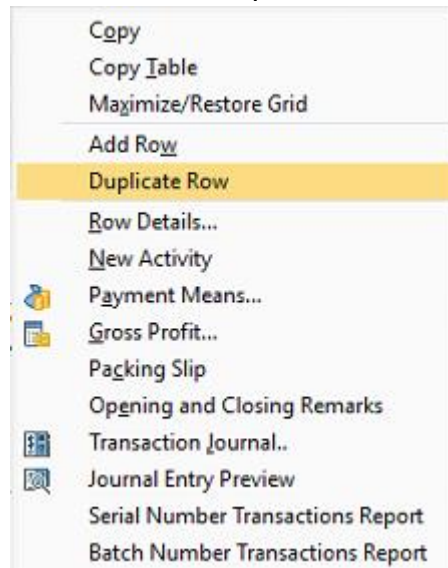 Copy
Copy Table
Maximize/Restore Grid
Add Row
Duplicate Row
Row Details...
New Activity
Payment Means...
Gross Profit...
Packing Slip
Opening and Closing Remarks
Transaction Journal..
Journal Entry Preview
Serial Number Transactions Report
Batch Number Transactions Report